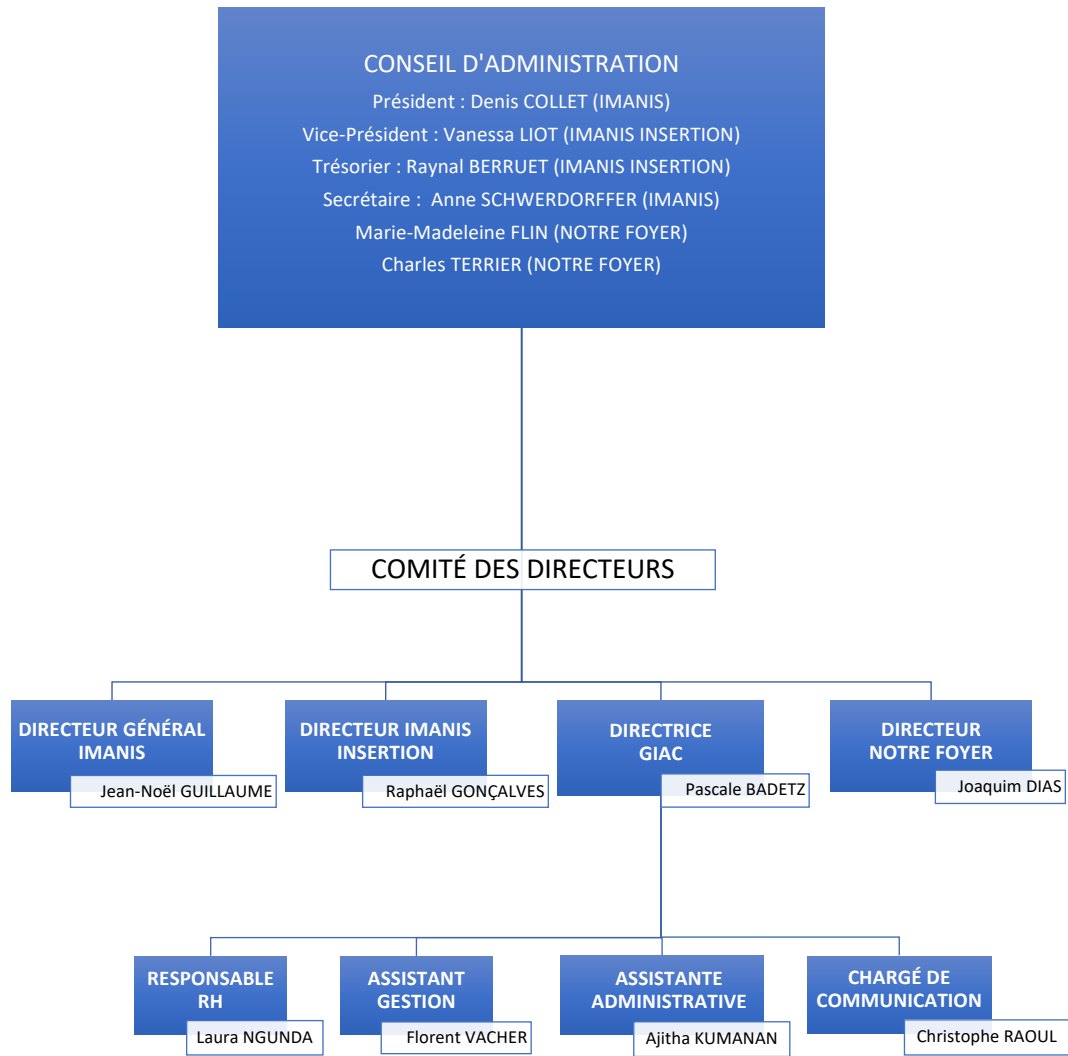 CONSEIL D'ADMINISTRATION
Président : Denis COLLET (IMANIS)
Vice-Président : Vanessa LIOT (IMANIS INSERTION)
Trésorier : Raynal BERRUET (IMANIS INSERTION)
Secrétaire :  Anne SCHWERDORFFER (IMANIS)
Marie-Madeleine FLIN (NOTRE FOYER)
Charles TERRIER (NOTRE FOYER)
COMITÉ DES DIRECTEURS
DIRECTEUR GÉNÉRAL
IMANIS
Jean-Noël GUILLAUME
DIRECTEUR IMANIS
INSERTION
Raphaël GONÇALVES
DIRECTRICE
GIAC
Pascale BADETZ
DIRECTEUR
NOTRE FOYER
Joaquim DIAS
RESPONSABLE
RH
Laura NGUNDA
ASSISTANT
GESTION
Florent VACHER
ASSISTANTE
ADMINISTRATIVE
Ajitha KUMANAN
CHARGÉ DE
COMMUNICATION
Christophe RAOUL